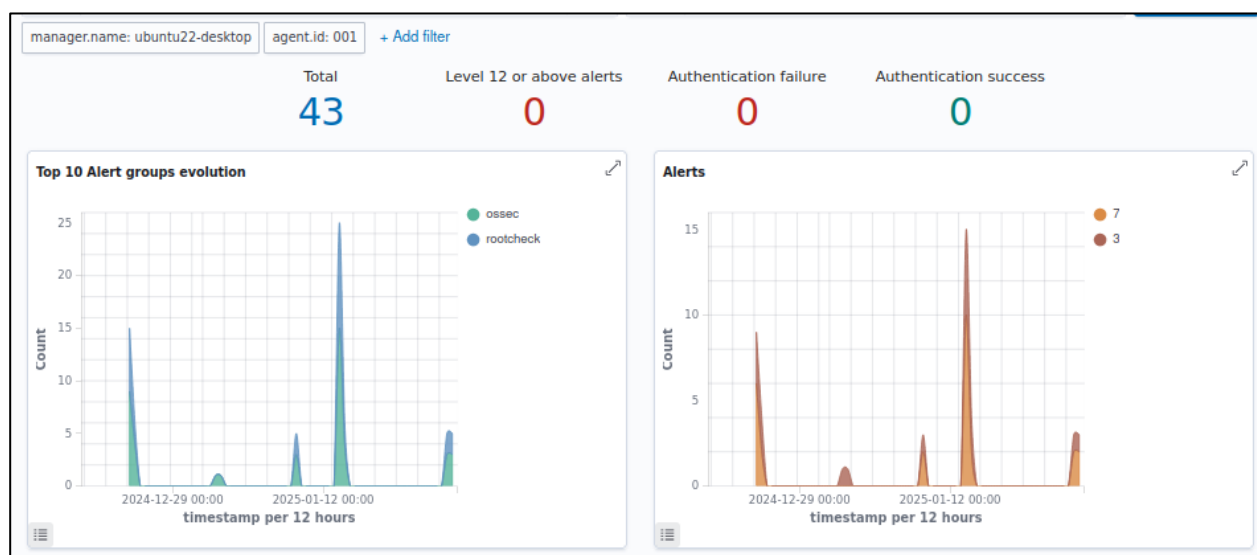 manager.name: ubuntu22-desktop agent.id: 001 + Add filter
Total Level 12 or above alerts Authentication failure Authentication success
43 0 0 0
Top 10 Alert groups evolution
25
20
15
10
5
0
Count
2024-12-29 00:00 2025-01-12 00:00
timestamp per 12 hours
ossec
rootcheck
Alerts
15
10
5
0
Count
2024-12-29 00:00 2025-01-12 00:00
timestamp per 12 hours
7
3